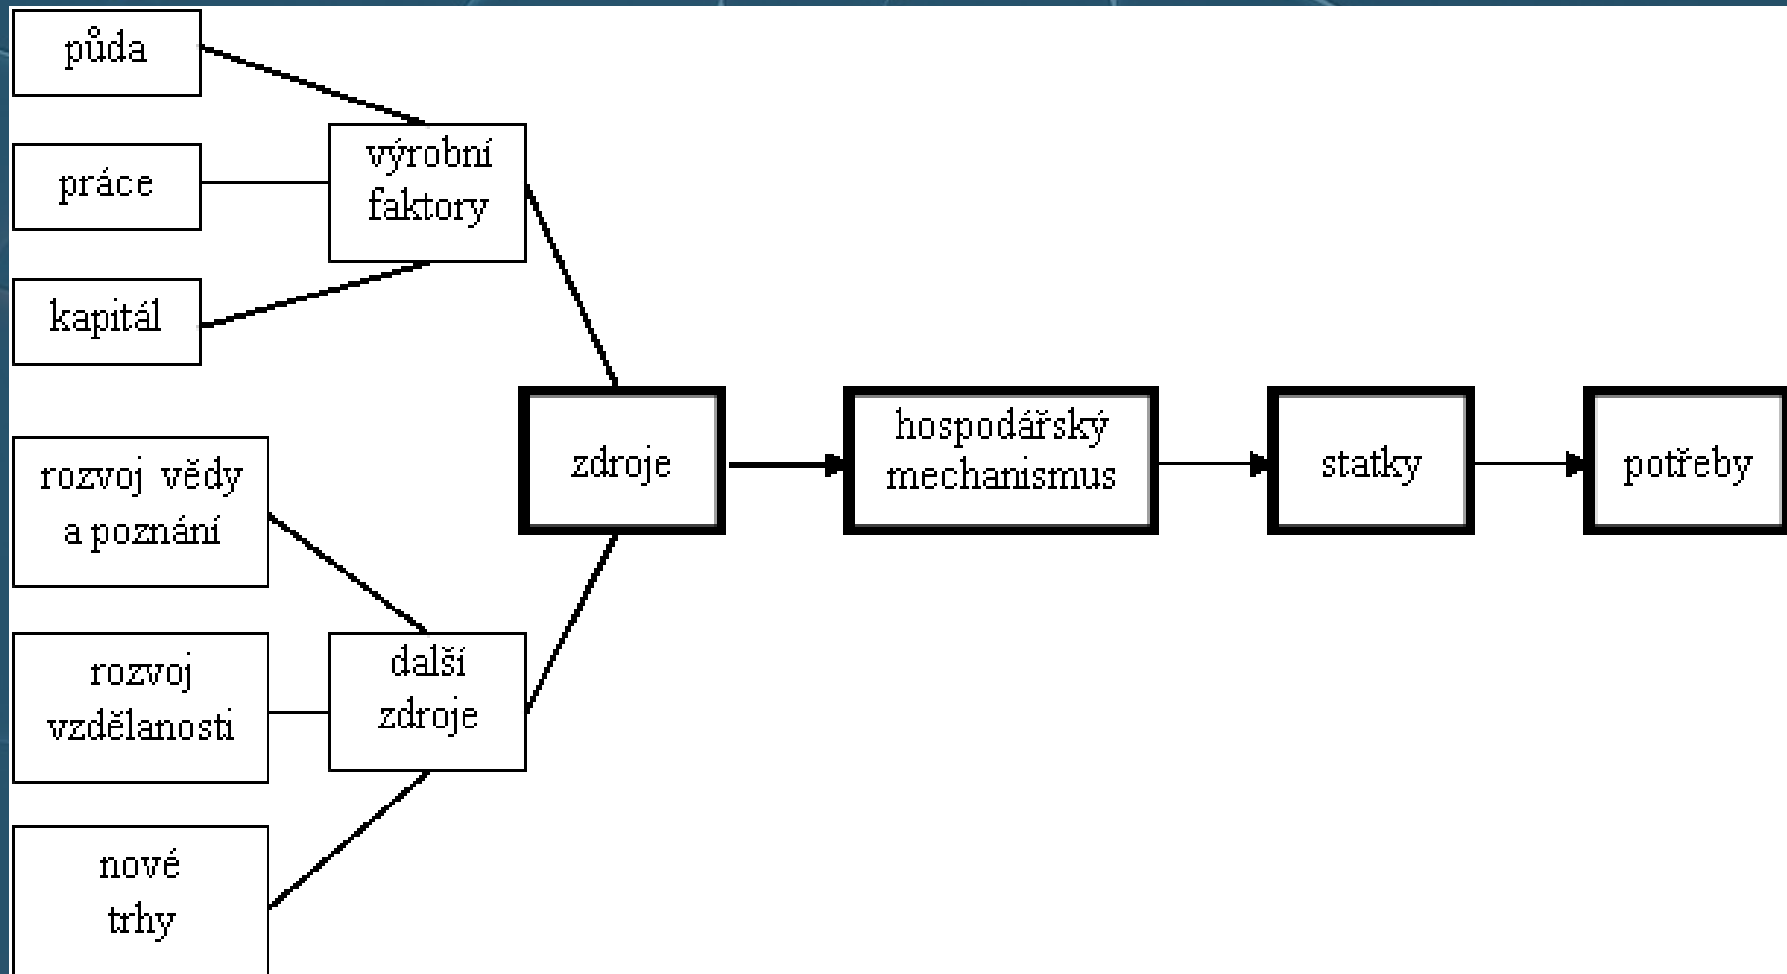 půda
práce
kapitál
výrobní
faktory
rozvoj vědy
a poznání
rozvoj
vzdělanosti
nové
trhy
další
zdroje
zdroje
hospodářský
mechanismus
statky
potřeby